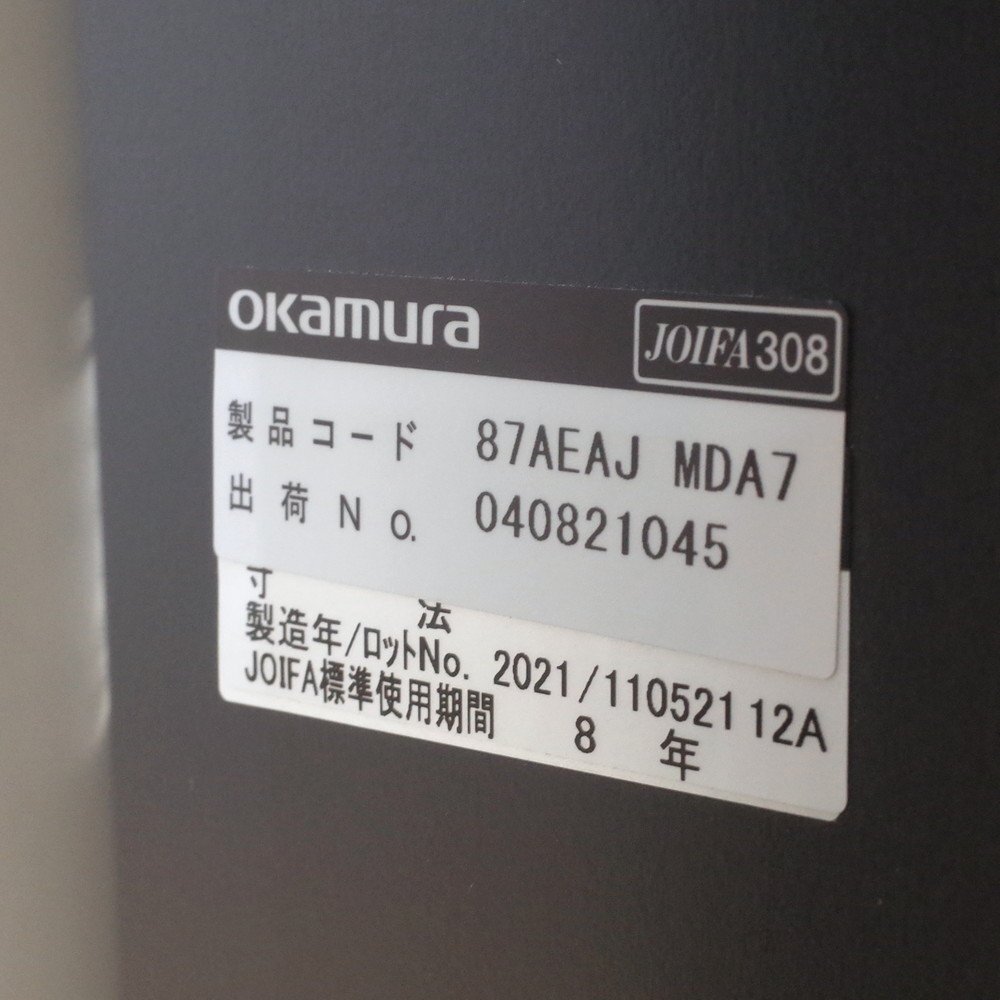 okamura
JOIFA308
製品コード 87AEAJ MDA7
出荷No. 040821045
寸 法
製造年/ロットNo. 2021/11052112A
JOIFA標準使用期間 8 年